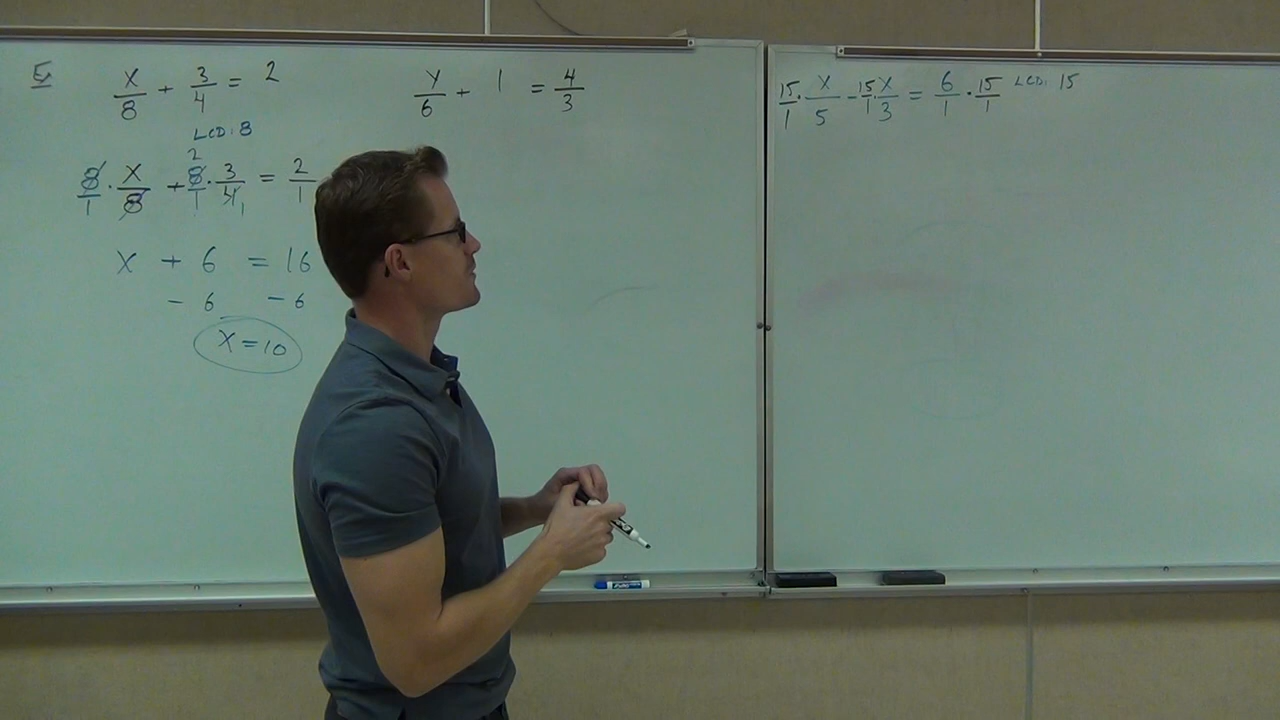 E x/8 + 3/4 = 2
LCD: 8
8/1 · x/8 + 8/1 · 3/4 = 2/1
2 1
x + 6 = 16
- 6 - 6
x = 10
y/6 + 1 = 4/3
15/1 · x/5 - 15/1 · x/3 = 6/1 · 15/1 LCD: 15